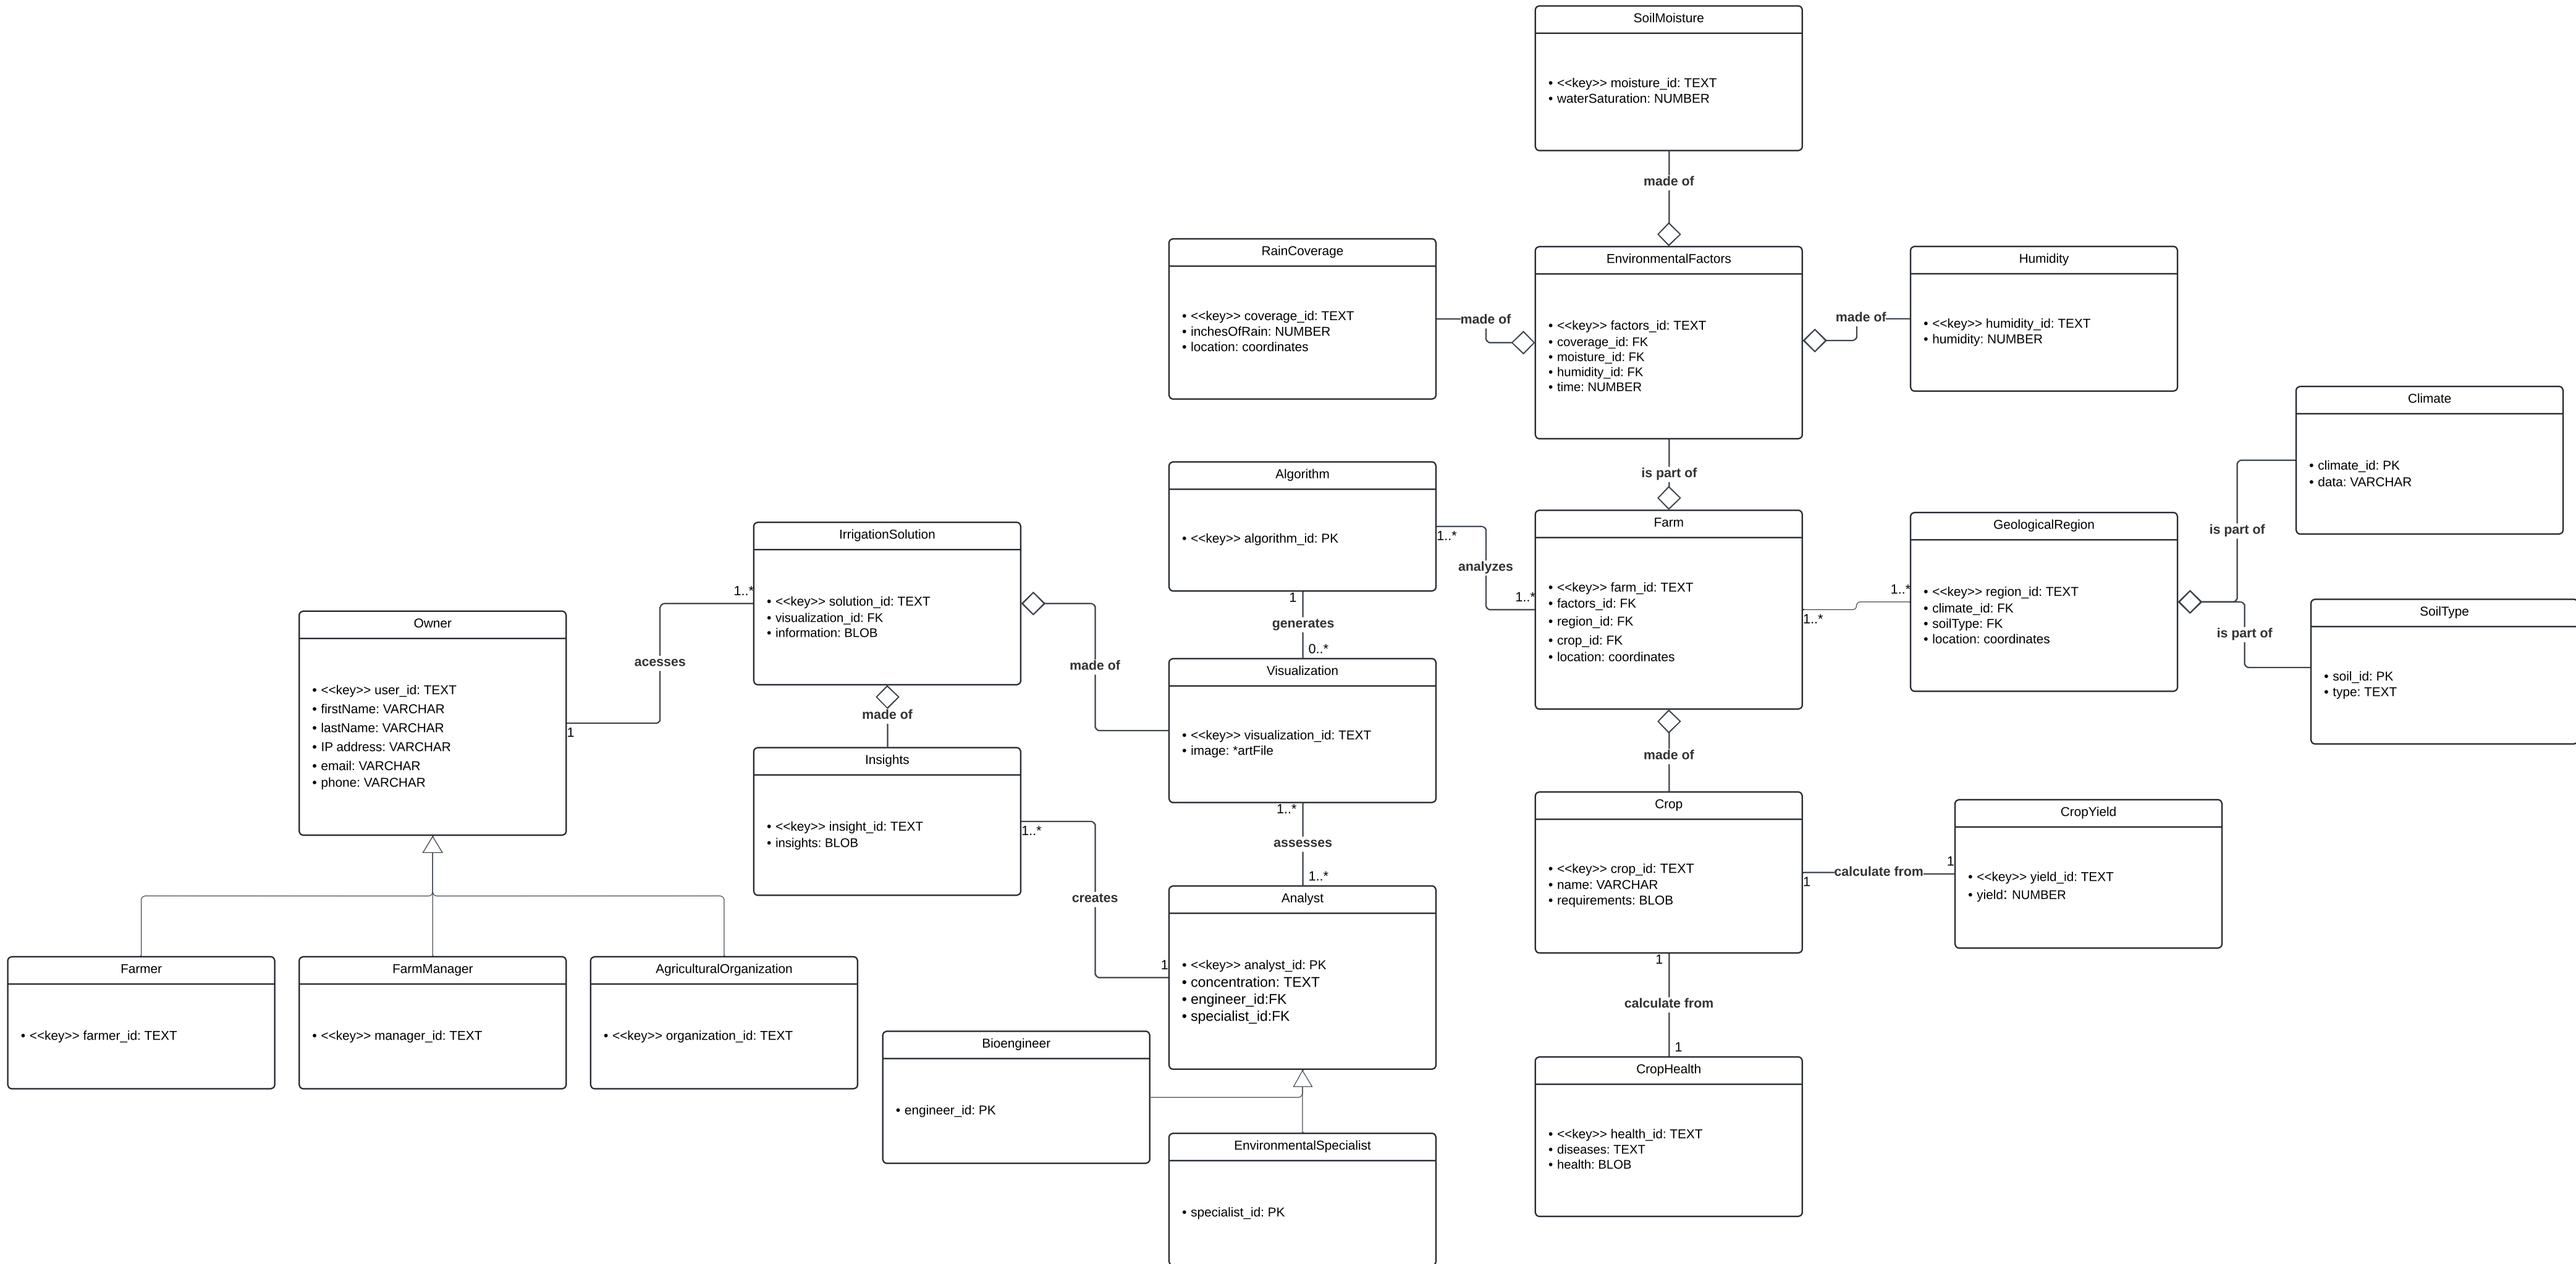 SoilMoisture
• <<key>> moisture_id: TEXT
• waterSaturation: NUMBER
made of
RainCoverage
• <<key>> coverage_id: TEXT
• inchesOfRain: NUMBER
• location: coordinates
made of
EnvironmentalFactors
• <<key>> factors_id: TEXT
• coverage_id: FK
• moisture_id: FK
• humidity_id: FK
• time: NUMBER
made of
Humidity
• <<key>> humidity_id: TEXT
• humidity: NUMBER
is part of
Climate
• climate_id: PK
• data: VARCHAR
is part of
Algorithm
• <<key>> algorithm_id: PK
1..*
analyzes
1..*
Farm
• <<key>> farm_id: TEXT
• factors_id: FK
• region_id: FK
• crop_id: FK
• location: coordinates
1..*
1..*
GeologicalRegion
• <<key>> region_id: TEXT
• climate_id: FK
• soilType: FK
• location: coordinates
is part of
SoilType
• soil_id: PK
• type: TEXT
IrrigationSolution
• <<key>> solution_id: TEXT
• visualization_id: FK
• information: BLOB
1..*
acesses
1
Owner
• <<key>> user_id: TEXT
• firstName: VARCHAR
• lastName: VARCHAR
• IP address: VARCHAR
• email: VARCHAR
• phone: VARCHAR
made of
1
generates
0..*
Visualization
• <<key>> visualization_id: TEXT
• image: *artFile
made of
Insights
• <<key>> insight_id: TEXT
• insights: BLOB
1..*
creates
1
1..*
assesses
1..*
Analyst
• <<key>> analyst_id: PK
• concentration: TEXT
• engineer_id:FK
• specialist_id:FK
made of
Crop
• <<key>> crop_id: TEXT
• name: VARCHAR
• requirements: BLOB
1
calculate from
1
CropYield
• <<key>> yield_id: TEXT
• yield: NUMBER
1
calculate from
1
CropHealth
• <<key>> health_id: TEXT
• diseases: TEXT
• health: BLOB
Farmer
• <<key>> farmer_id: TEXT
FarmManager
• <<key>> manager_id: TEXT
AgriculturalOrganization
• <<key>> organization_id: TEXT
Bioengineer
• engineer_id: PK
EnvironmentalSpecialist
• specialist_id: PK